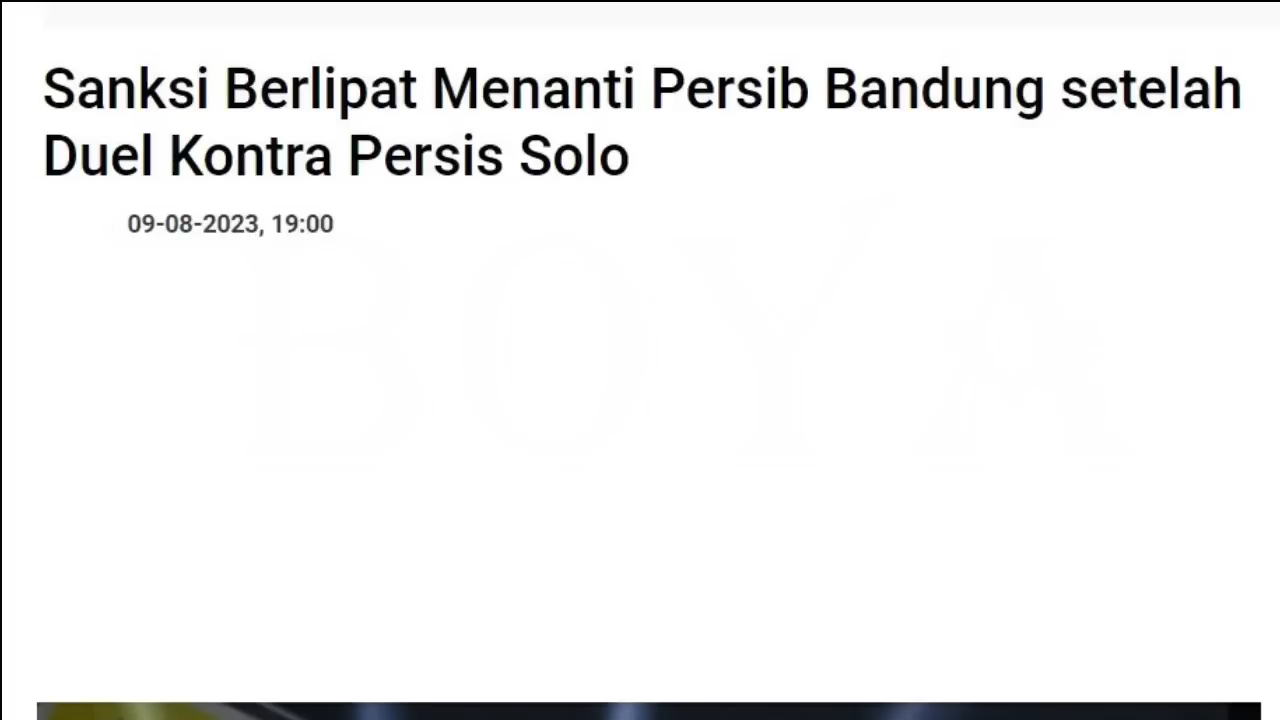 Sanksi Berlipat Menanti Persib Bandung setelah
Duel Kontra Persis Solo
09-08-2023, 19:00
BOYA